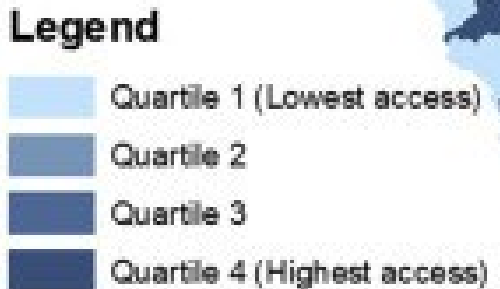 Legend
Quartile 1 (Lowest access)
Quartile 2
Quartile 3
Quartile 4 (Highest access)